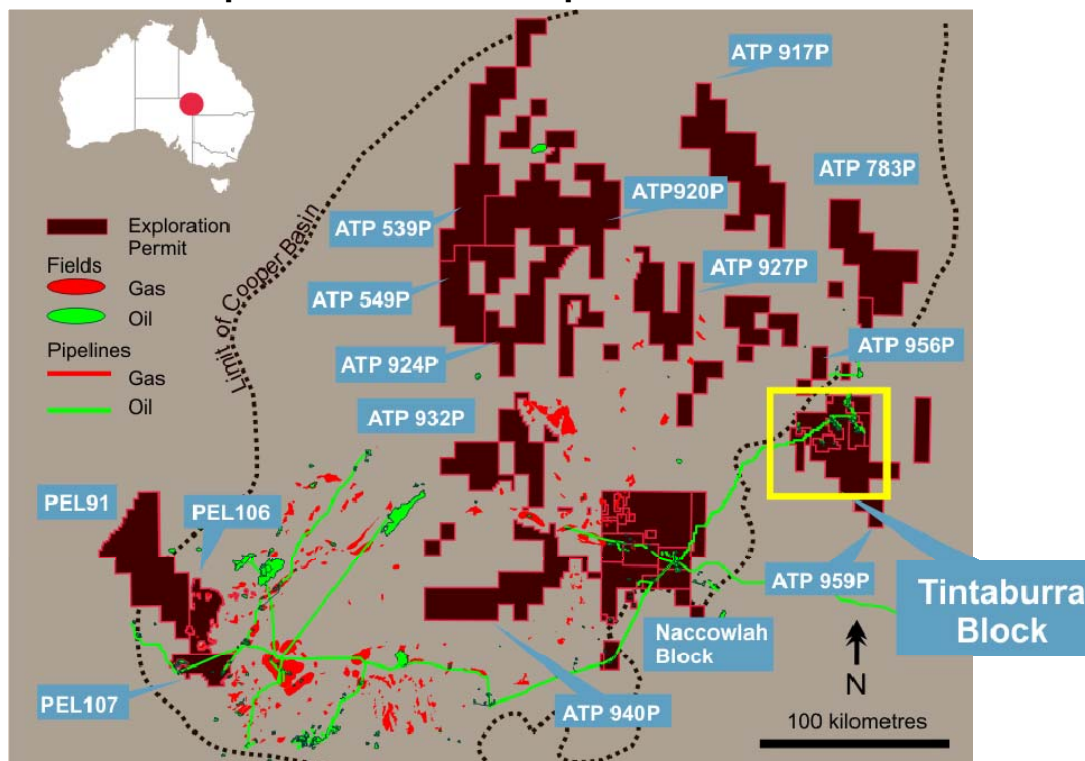 ATP 917P
ATP 783P
ATP920P
ATP 539P
Exploration
Permit
Fields
Gas
Oil
Pipelines
Gas
Oil
Limit of Cooper Basin
ATP 549P
ATP 927P
ATP 924P
ATP 956P
ATP 932P
PEL91
PEL106
ATP 959P
Tintaburra
Block
Naccowlah
Block
N
PEL107
ATP 940P
100 kilometres